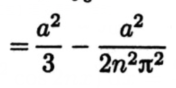 = a²/3 − a²/2n²π²